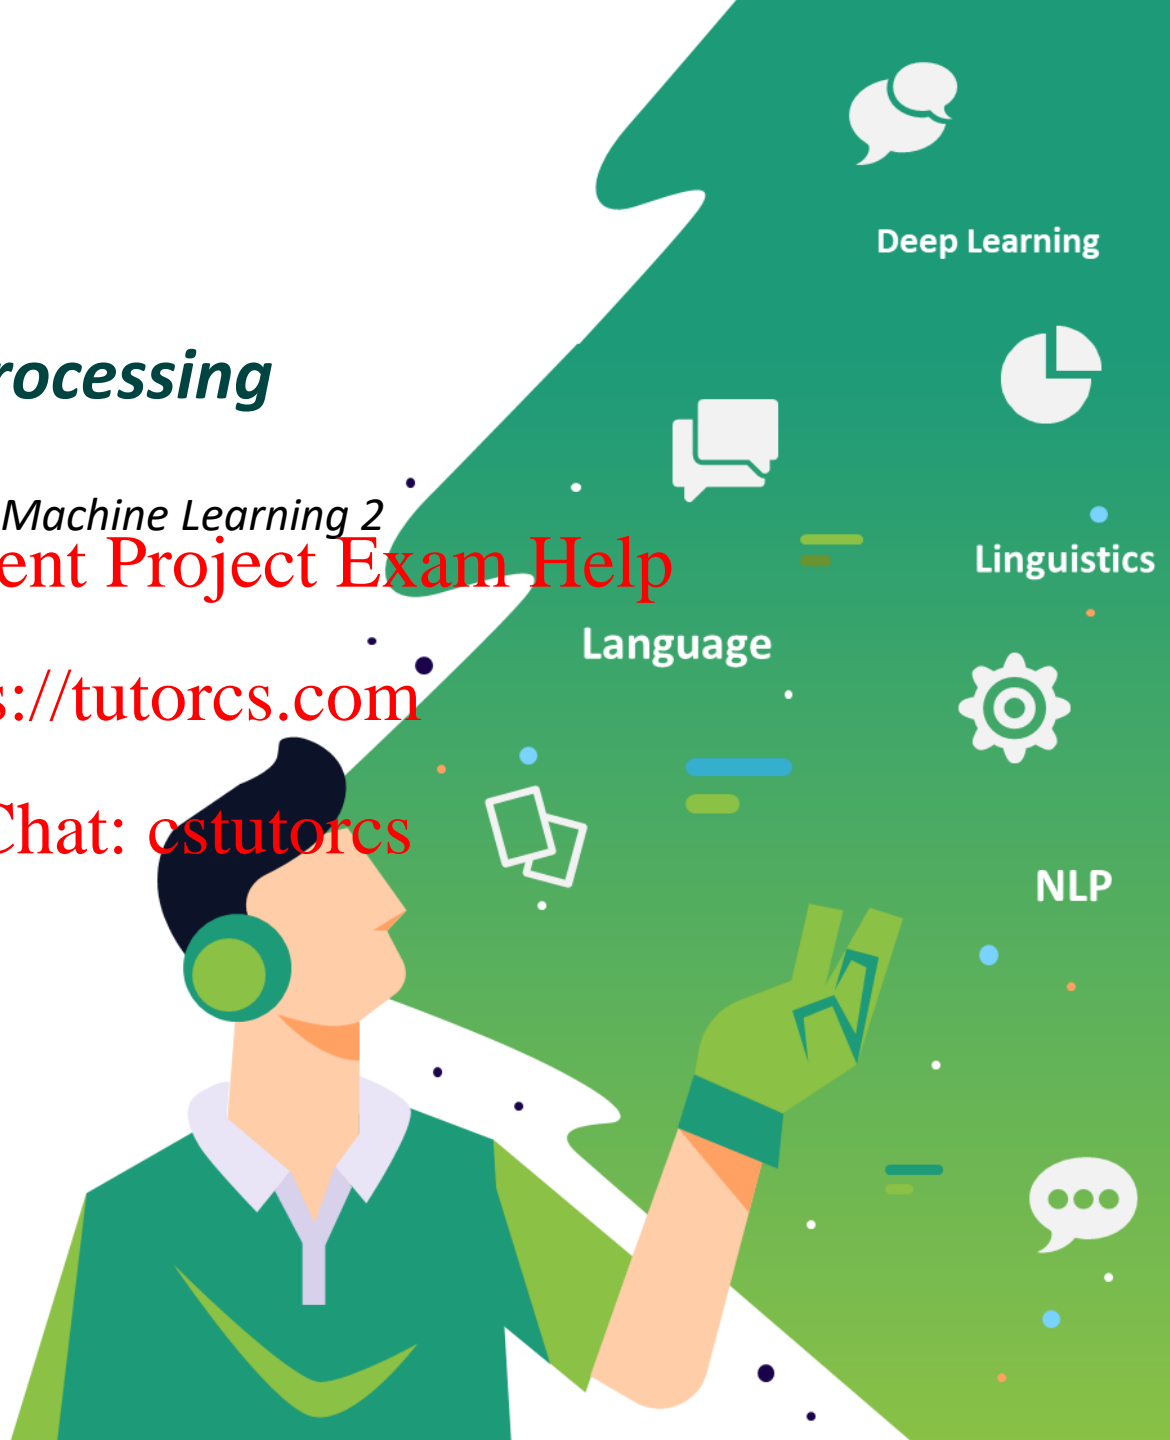 Deep Learning
rocessing
Machine Learning 2
ent Project Exam Help
Linguistics
Language
s://tutorcs.com
Chat: cstutorcs
NLP